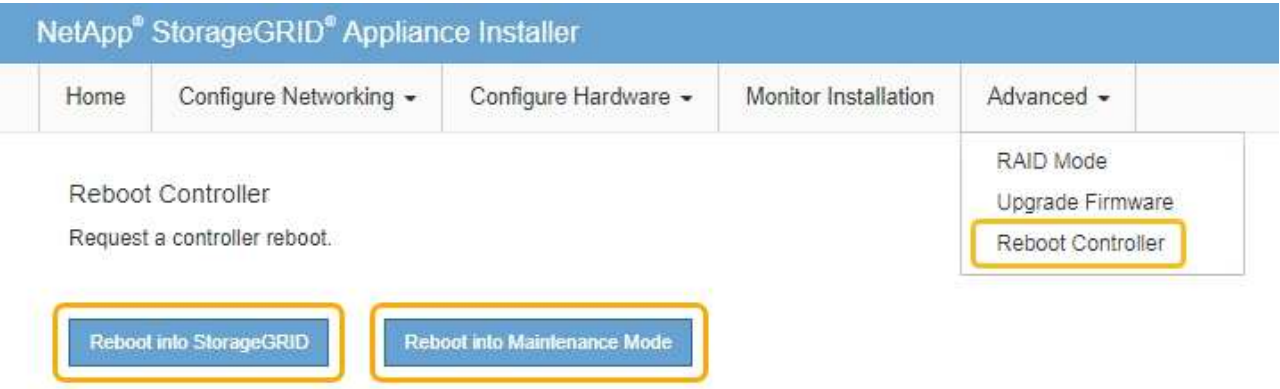 NetApp® StorageGRID® Appliance Installer
Home Configure Networking Configure Hardware Monitor Installation Advanced
RAID Mode
Upgrade Firmware
Reboot Controller
Reboot Controller
Request a controller reboot.
Reboot into StorageGRID Reboot into Maintenance Mode